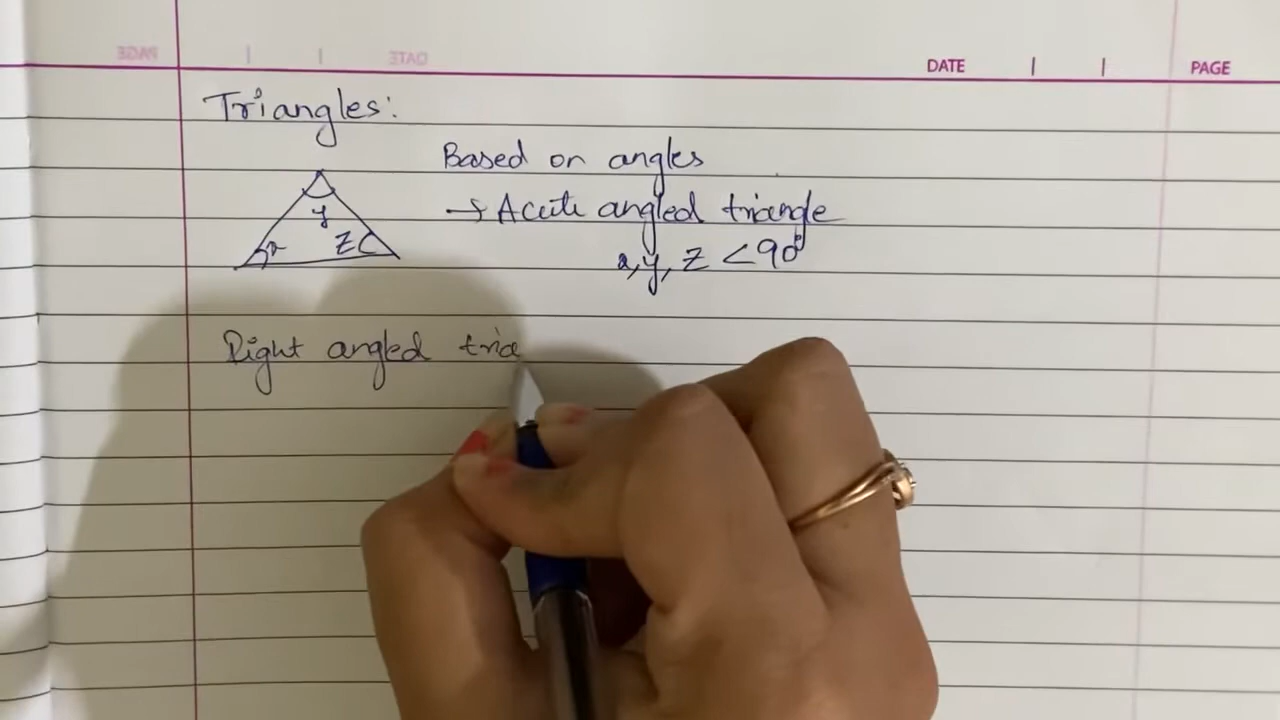 DATE PAGE
Triangles:
Based on angles
→ Acute angled triangle
x, y, z < 90°
y
x z
Right angled tria